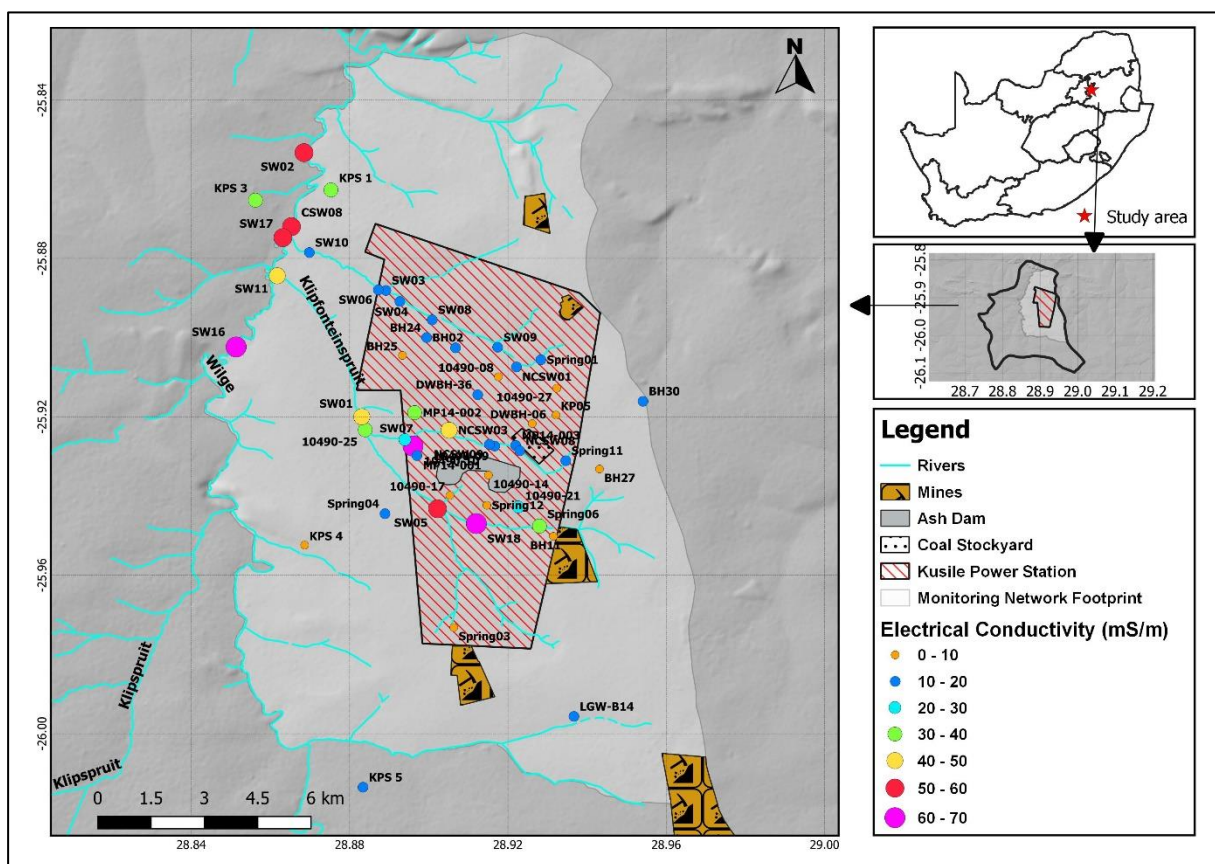 N
-25.84
-25.88
-25.92
-25.96
-26.00
SW02
KPS 3
KPS 1
CSW08
SW17
SW10
SW11
Klipfonteinspruit
SW03
SW06
SW04
SW08
SW16
BH24
BH02
SW09
BH25
Spring01
Wilge
10490-08
NCSW01
DWBH-36
10490-27
BH30
SW01
MP14-002
DWBH-06
KP05
10490-25
SW07
NCSW03
MP14-003
NCSW08
Spring11
MP14-001
BH27
10490-17
10490-14
Spring04
10490-21
SW05
Spring12
Spring06
SW18
KPS 4
BH11
Spring03
Klipspruit
LGW-B14
Klipspruit
KPS 5
0 1.5 3 4.5 6 km
28.84 28.88 28.92 28.96 29.00
Study area
-25.8
-25.9
-26.0
-26.1
28.7 28.8 28.9 29.0 29.1 29.2
Legend
Rivers
Mines
Ash Dam
Coal Stockyard
Kusile Power Station
Monitoring Network Footprint
Electrical Conductivity (mS/m)
0 - 10
10 - 20
20 - 30
30 - 40
40 - 50
50 - 60
60 - 70